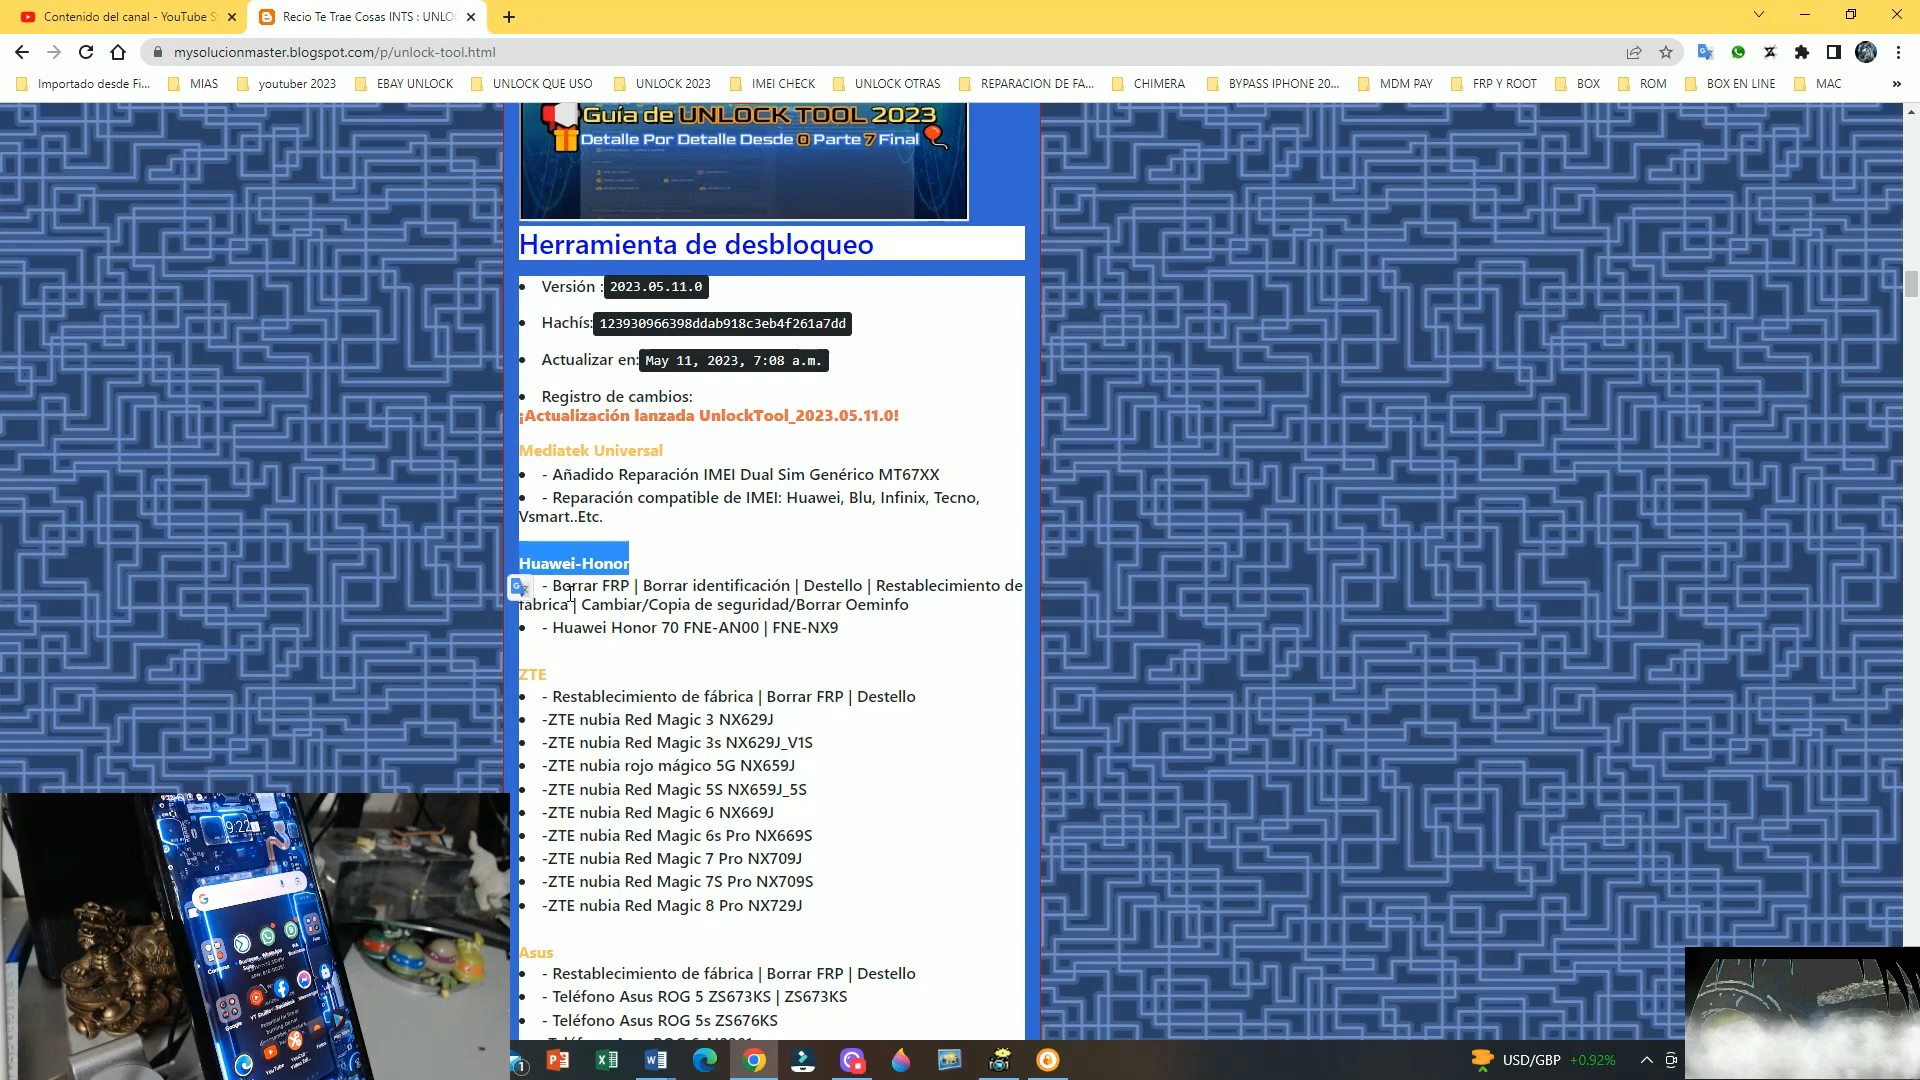 Contenido del canal - YouTube S
Recio Te Trae Cosas INTS : UNLO
mysolucionmaster.blogspot.com/p/unlock-tool.html
Importado desde Fi...
MIAS
youtuber 2023
EBAY UNLOCK
UNLOCK QUE USO
UNLOCK 2023
IMEI CHECK
UNLOCK OTRAS
REPARACION DE FA...
CHIMERA
BYPASS IPHONE 20...
MDM PAY
FRP Y ROOT
BOX
ROM
BOX EN LINE
MAC
Guía de UNLOCK TOOL 2023
Detalle Por Detalle Desde 0 Parte 7 Final
Herramienta de desbloqueo
Versión : 2023.05.11.0
Hachís: 123930966398ddab918c3eb4f261a7dd
Actualizar en: May 11, 2023, 7:08 a.m.
Registro de cambios:
¡Actualización lanzada UnlockTool_2023.05.11.0!
Mediatek Universal
- Añadido Reparación IMEI Dual Sim Genérico MT67XX
- Reparación compatible de IMEI: Huawei, Blu, Infinix, Tecno,
Vsmart..Etc.
Huawei-Honor
- Borrar FRP | Borrar identificación | Destello | Restablecimiento de
fábrica | Cambiar/Copia de seguridad/Borrar Oeminfo
- Huawei Honor 70 FNE-AN00 | FNE-NX9
ZTE
- Restablecimiento de fábrica | Borrar FRP | Destello
-ZTE nubia Red Magic 3 NX629J
-ZTE nubia Red Magic 3s NX629J_V1S
-ZTE nubia rojo mágico 5G NX659J
-ZTE nubia Red Magic 5S NX659J_5S
-ZTE nubia Red Magic 6 NX669J
-ZTE nubia Red Magic 6s Pro NX669S
-ZTE nubia Red Magic 7 Pro NX709J
-ZTE nubia Red Magic 7S Pro NX709S
-ZTE nubia Red Magic 8 Pro NX729J
Asus
- Restablecimiento de fábrica | Borrar FRP | Destello
- Teléfono Asus ROG 5 ZS673KS | ZS673KS
- Teléfono Asus ROG 5s ZS676KS
9:22
Google
YouTube
USD/GBP +0.92%